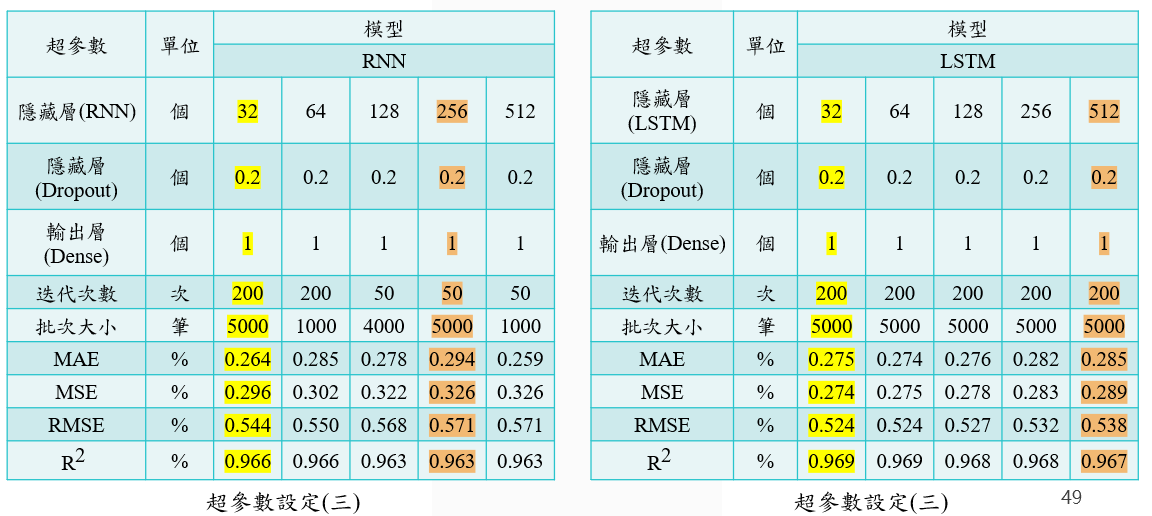 超參數 單位 模型
RNN
隱藏層(RNN) 個 32 64 128 256 512
隱藏層
(Dropout) 個 0.2 0.2 0.2 0.2 0.2
輸出層
(Dense) 個 1 1 1 1 1
迭代次數 次 200 200 50 50 50
批次大小 筆 5000 1000 4000 5000 1000
MAE % 0.264 0.285 0.278 0.294 0.259
MSE % 0.296 0.302 0.322 0.326 0.326
RMSE % 0.544 0.550 0.568 0.571 0.571
R2 % 0.966 0.966 0.963 0.963 0.963
超參數設定(三)
超參數 單位 模型
LSTM
隱藏層
(LSTM) 個 32 64 128 256 512
隱藏層
(Dropout) 個 0.2 0.2 0.2 0.2 0.2
輸出層(Dense) 個 1 1 1 1 1
迭代次數 次 200 200 200 200 200
批次大小 筆 5000 5000 5000 5000 5000
MAE % 0.275 0.274 0.276 0.282 0.285
MSE % 0.274 0.275 0.278 0.283 0.289
RMSE % 0.524 0.524 0.527 0.532 0.538
R2 % 0.969 0.969 0.968 0.968 0.967
超參數設定(三)
49